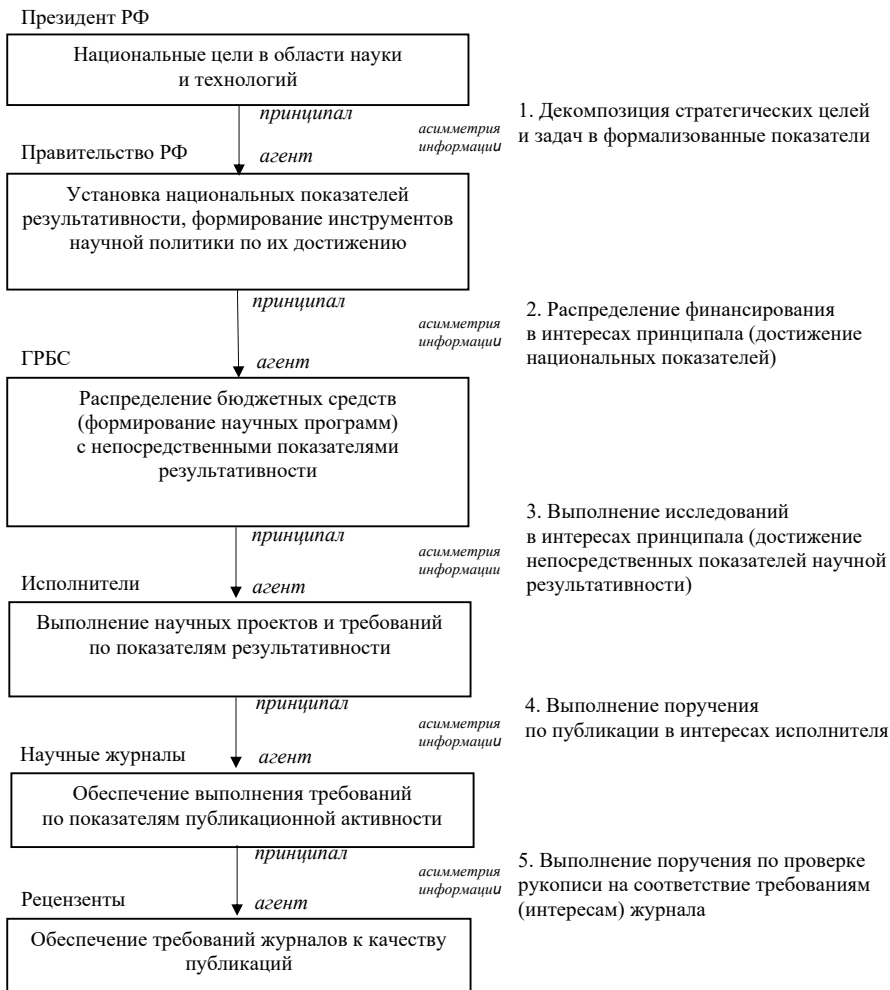 Президент РФ
Национальные цели в области науки
и технологий
принципал
асимметрия
информации
1. Декомпозиция стратегических целей
и задач в формализованные показатели
Правительство РФ
агент
Установка национальных показателей
результативности, формирование инструментов
научной политики по их достижению
принципал
асимметрия
информации
2. Распределение финансирования
в интересах принципала (достижение
национальных показателей)
ГРБС
агент
Распределение бюджетных средств
(формирование научных программ)
с непосредственными показателями
результативности
принципал
асимметрия
информации
3. Выполнение исследований
в интересах принципала (достижение
непосредственных показателей научной
результативности)
Исполнители
агент
Выполнение научных проектов и требований
по показателям результативности
принципал
асимметрия
информации
4. Выполнение поручения
по публикации в интересах исполнителя
Научные журналы
агент
Обеспечение выполнения требований
по показателям публикационной активности
принципал
асимметрия
информации
5. Выполнение поручения по проверке
рукописи на соответствие требованиям
(интересам) журнала
Рецензенты
агент
Обеспечение требований журналов к качеству
публикаций